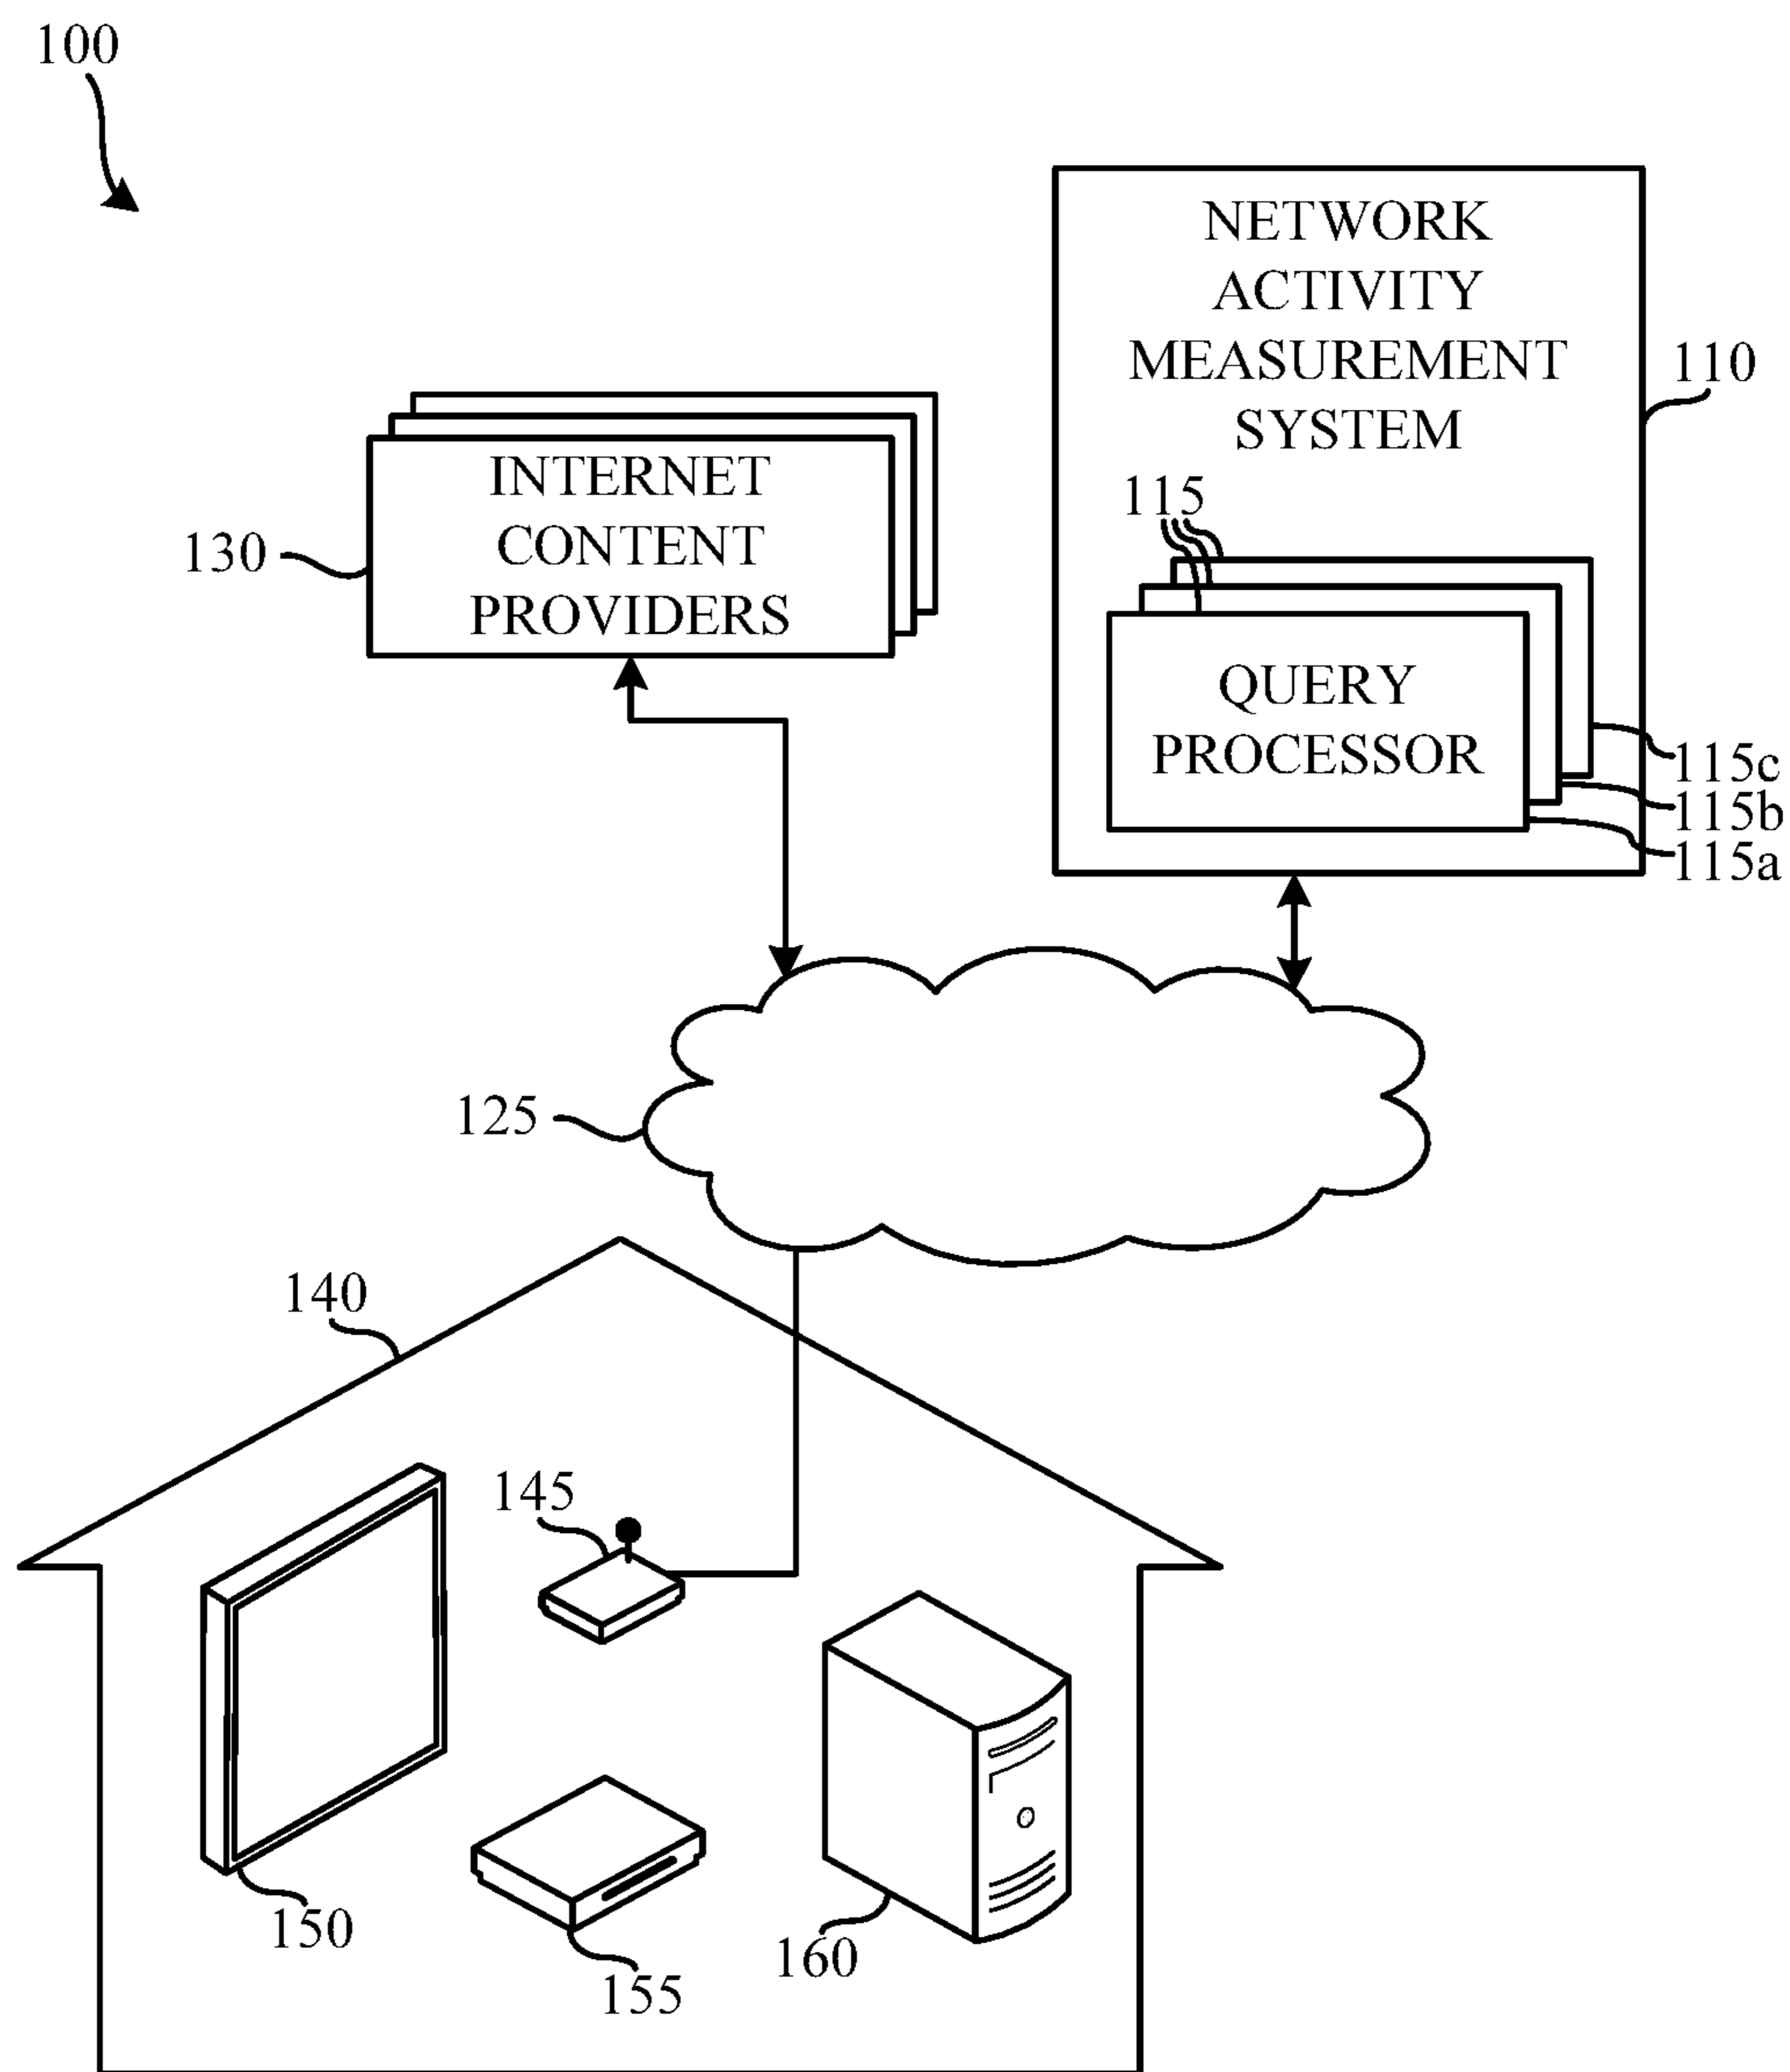 100
NETWORK
ACTIVITY
MEASUREMENT
SYSTEM
110
INTERNET
CONTENT
PROVIDERS
130
115
QUERY
PROCESSOR
115c
115b
115a
125
140
145
150
155
160